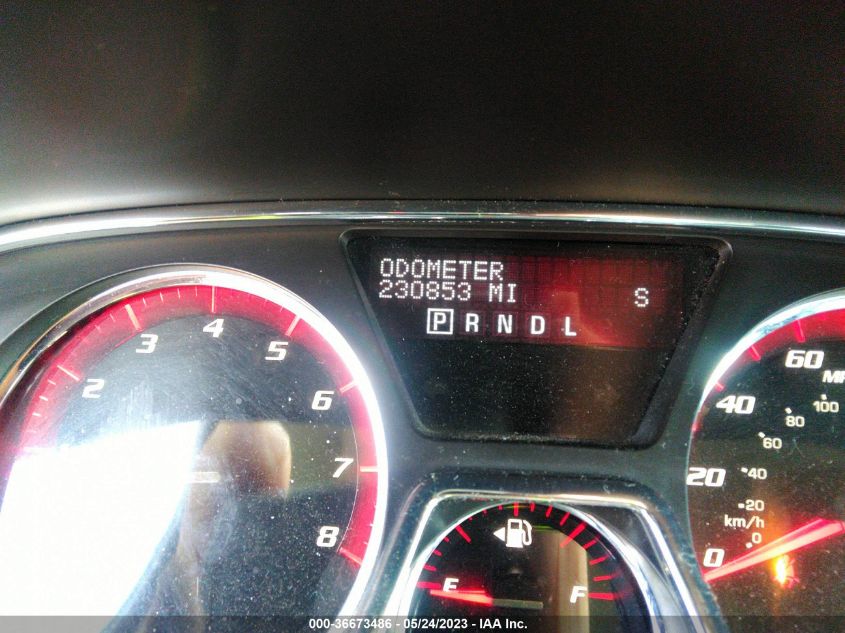 ODOMETER
230853 MI S
P R N D L
2 3 4 5 6 7 8
E F
0 20 40 60
km/h 0 20 40 60 80 100
000-36673486 - 05/24/2023 - IAA Inc.